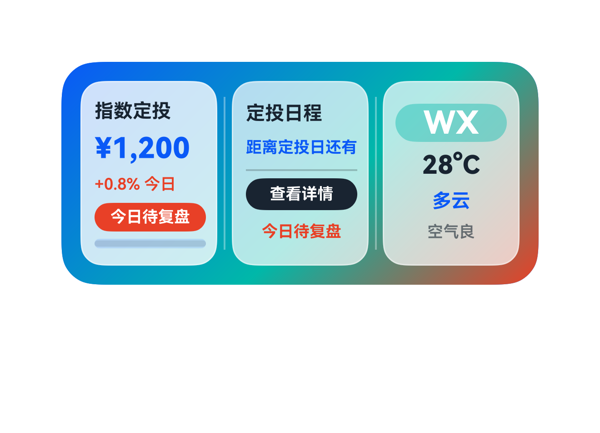 指数定投
¥1,200
+0.8% 今日
今日待复盘
定投日程
距离定投日还有
查看详情
今日待复盘
WX
28°C
多云
空气良